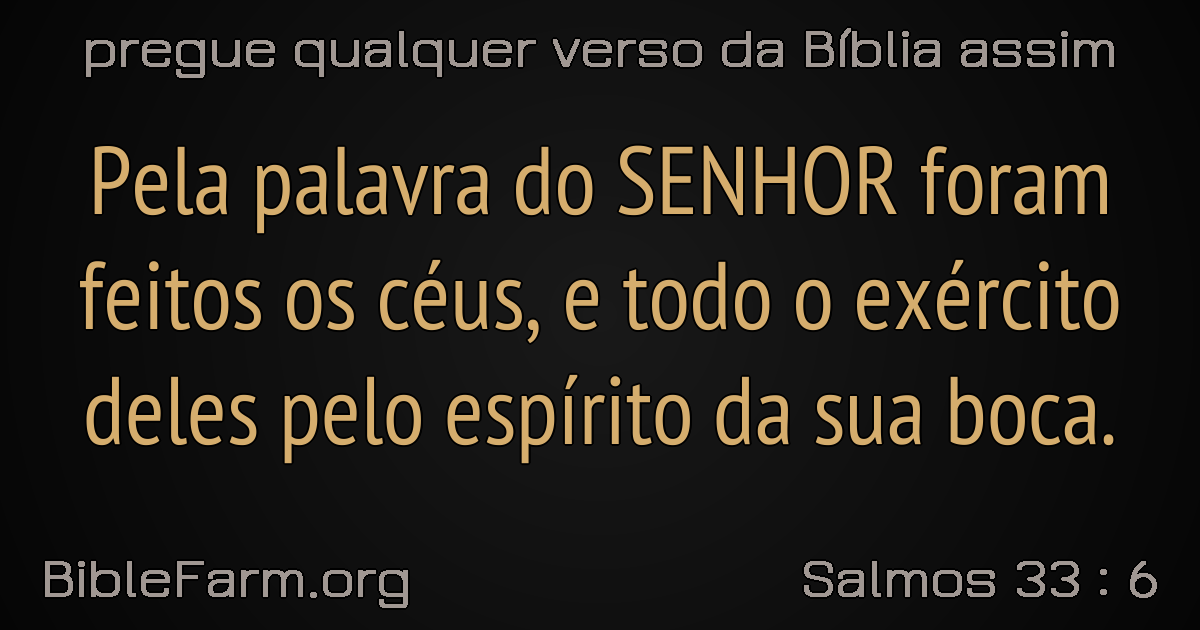 pregue qualquer verso da Bíblia assim
Pela palavra do SENHOR foram
feitos os céus, e todo o exército
deles pelo espírito da sua boca.
BibleFarm.org
Salmos 33 : 6